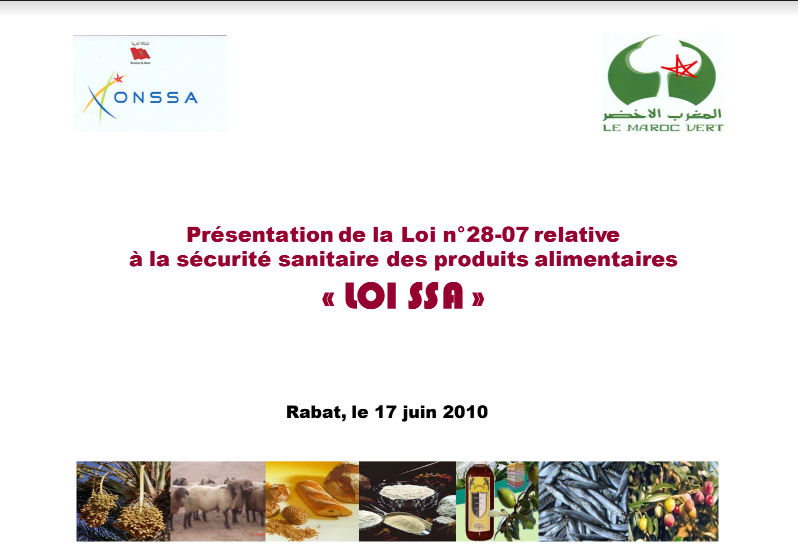 ONSSA
المغرب الأخضر
LE MAROC VERT
Présentation de la Loi n°28-07 relative
à la sécurité sanitaire des produits alimentaires
« LOI SSA »
Rabat, le 17 juin 2010